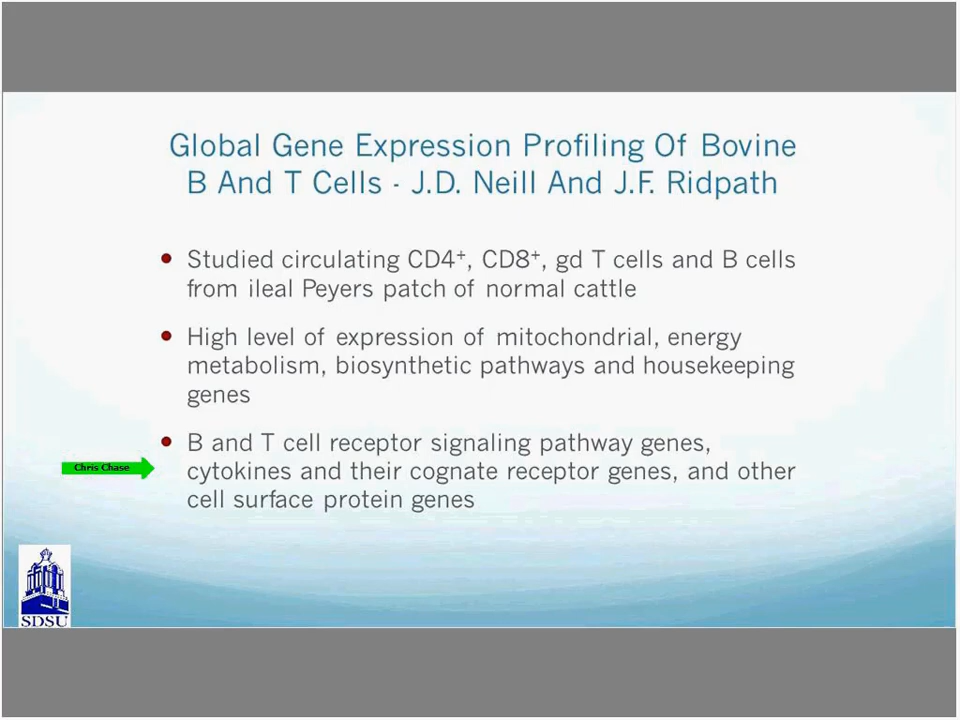 Global Gene Expression Profiling Of Bovine
B And T Cells - J.D. Neill And J.F. Ridpath
• Studied circulating CD4⁺, CD8⁺, gd T cells and B cells
from ileal Peyers patch of normal cattle
• High level of expression of mitochondrial, energy
metabolism, biosynthetic pathways and housekeeping
genes
• B and T cell receptor signaling pathway genes,
Chris Chase
cytokines and their cognate receptor genes, and other
cell surface protein genes
SDSU